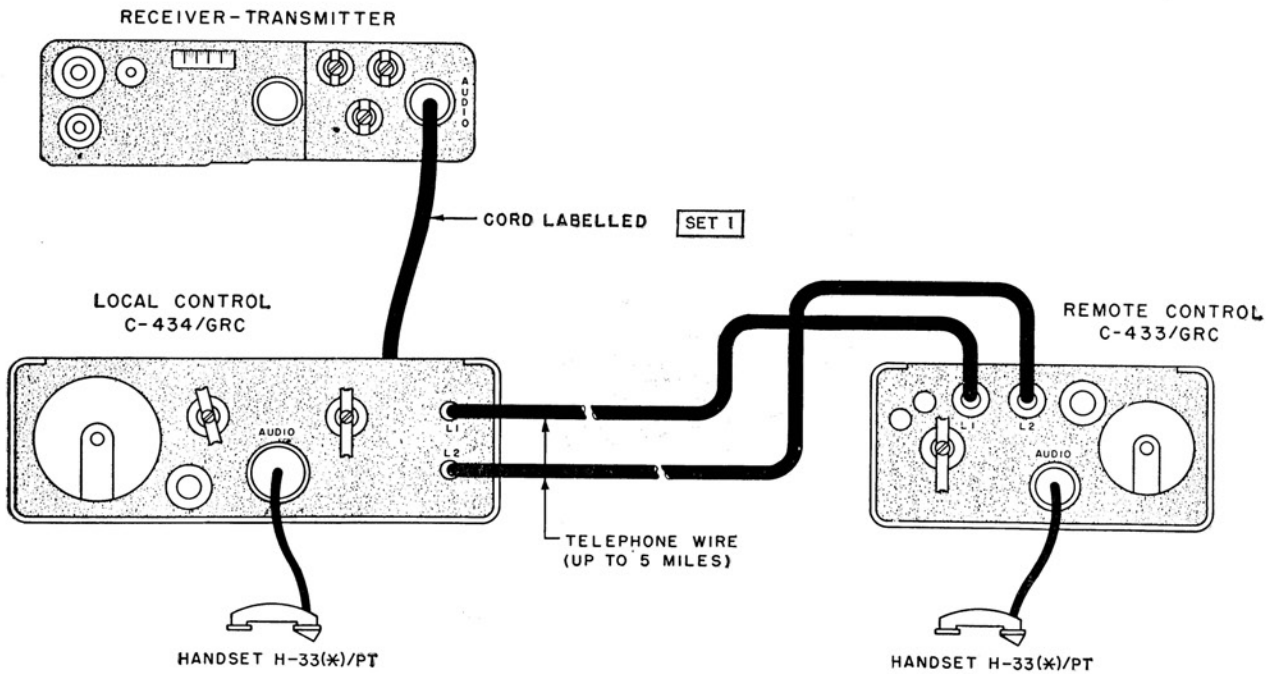 RECEIVER-TRANSMITTER
AUDIO
CORD LABELLED SET 1
LOCAL CONTROL
C-434/GRC
REMOTE CONTROL
C-433/GRC
AUDIO
L1
L2
L1
L2
AUDIO
TELEPHONE WIRE
(UP TO 5 MILES)
HANDSET H-33(*)/PT
HANDSET H-33(*)/PT